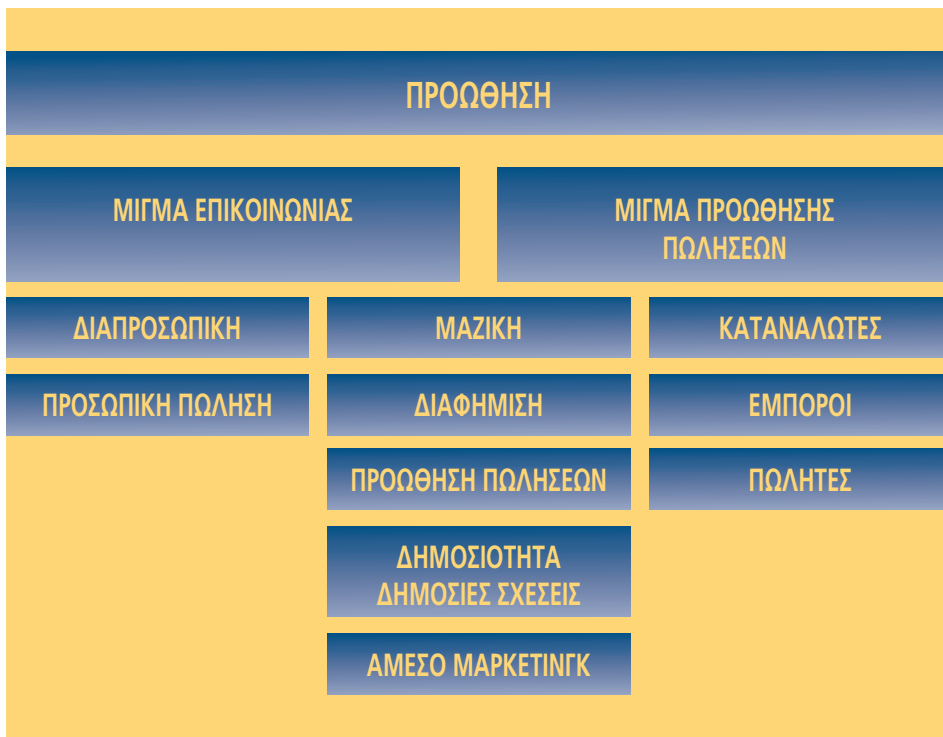 ΠΡΟΩΘΗΣΗ
ΜΙΓΜΑ ΕΠΙΚΟΙΝΩΝΙΑΣ
ΜΙΓΜΑ ΠΡΟΩΘΗΣΗΣ
ΠΩΛΗΣΕΩΝ
ΔΙΑΠΡΟΣΩΠΙΚΗ
ΜΑΖΙΚΗ
ΚΑΤΑΝΑΛΩΤΕΣ
ΠΡΟΣΩΠΙΚΗ ΠΩΛΗΣΗ
ΔΙΑΦΗΜΙΣΗ
ΕΜΠΟΡΟΙ
ΠΡΟΩΘΗΣΗ ΠΩΛΗΣΕΩΝ
ΠΩΛΗΤΕΣ
ΔΗΜΟΣΙΟΤΗΤΑ
ΔΗΜΟΣΙΕΣ ΣΧΕΣΕΙΣ
ΑΜΕΣΟ ΜΑΡΚΕΤΙΝΓΚ